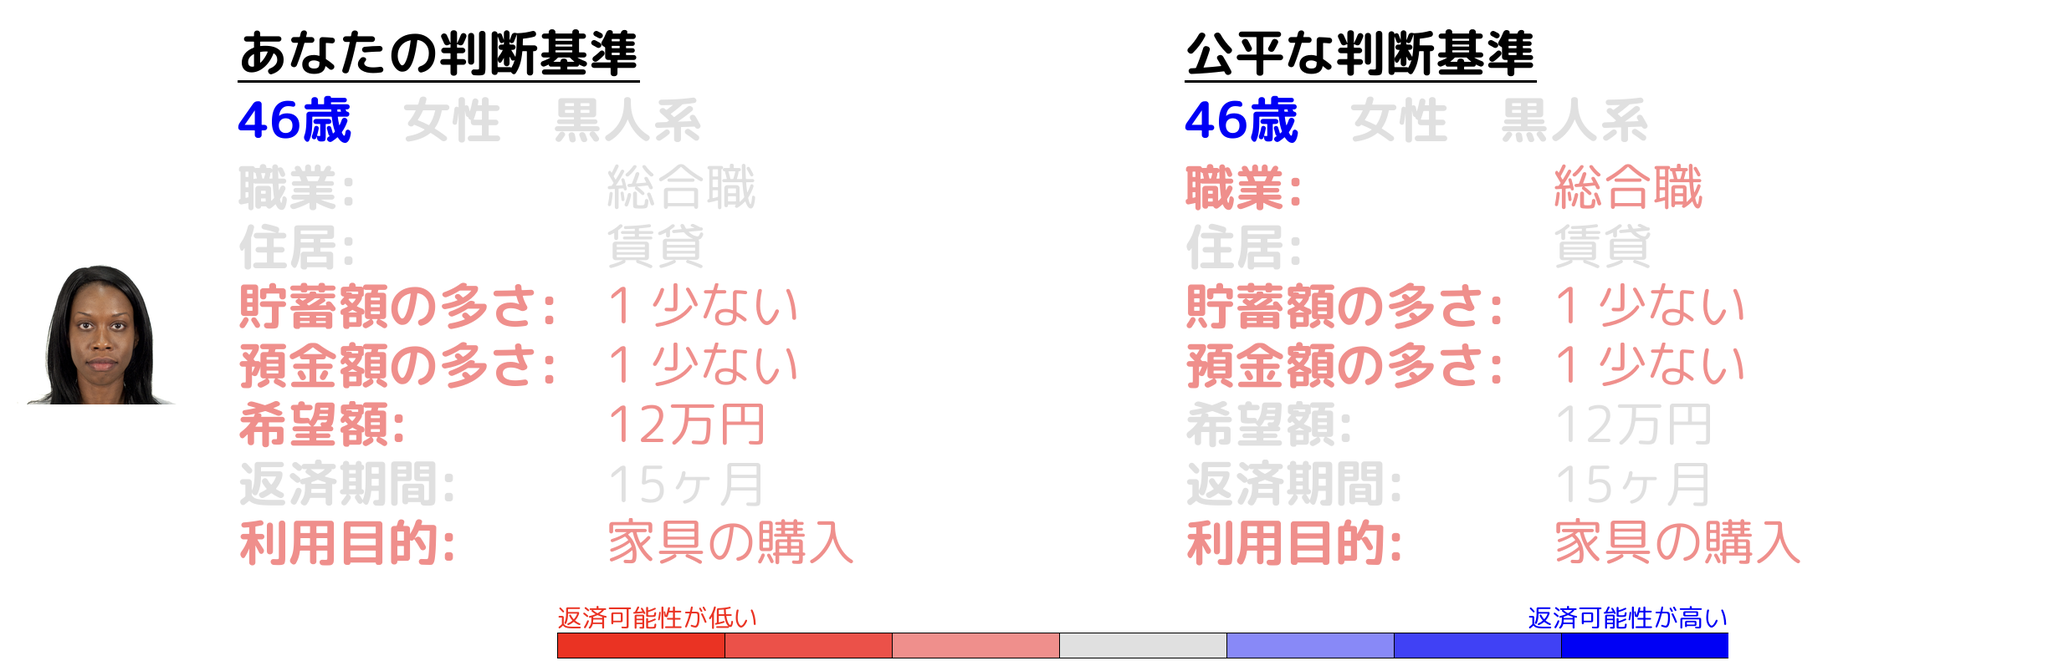 あなたの判断基準
46歳 女性 黒人系
職業: 総合職
住居: 賃貸
貯蓄額の多さ: 1 少ない
預金額の多さ: 1 少ない
希望額: 12万円
返済期間: 15ヶ月
利用目的: 家具の購入
公平な判断基準
46歳 女性 黒人系
職業: 総合職
住居: 賃貸
貯蓄額の多さ: 1 少ない
預金額の多さ: 1 少ない
希望額: 12万円
返済期間: 15ヶ月
利用目的: 家具の購入
返済可能性が低い
返済可能性が高い